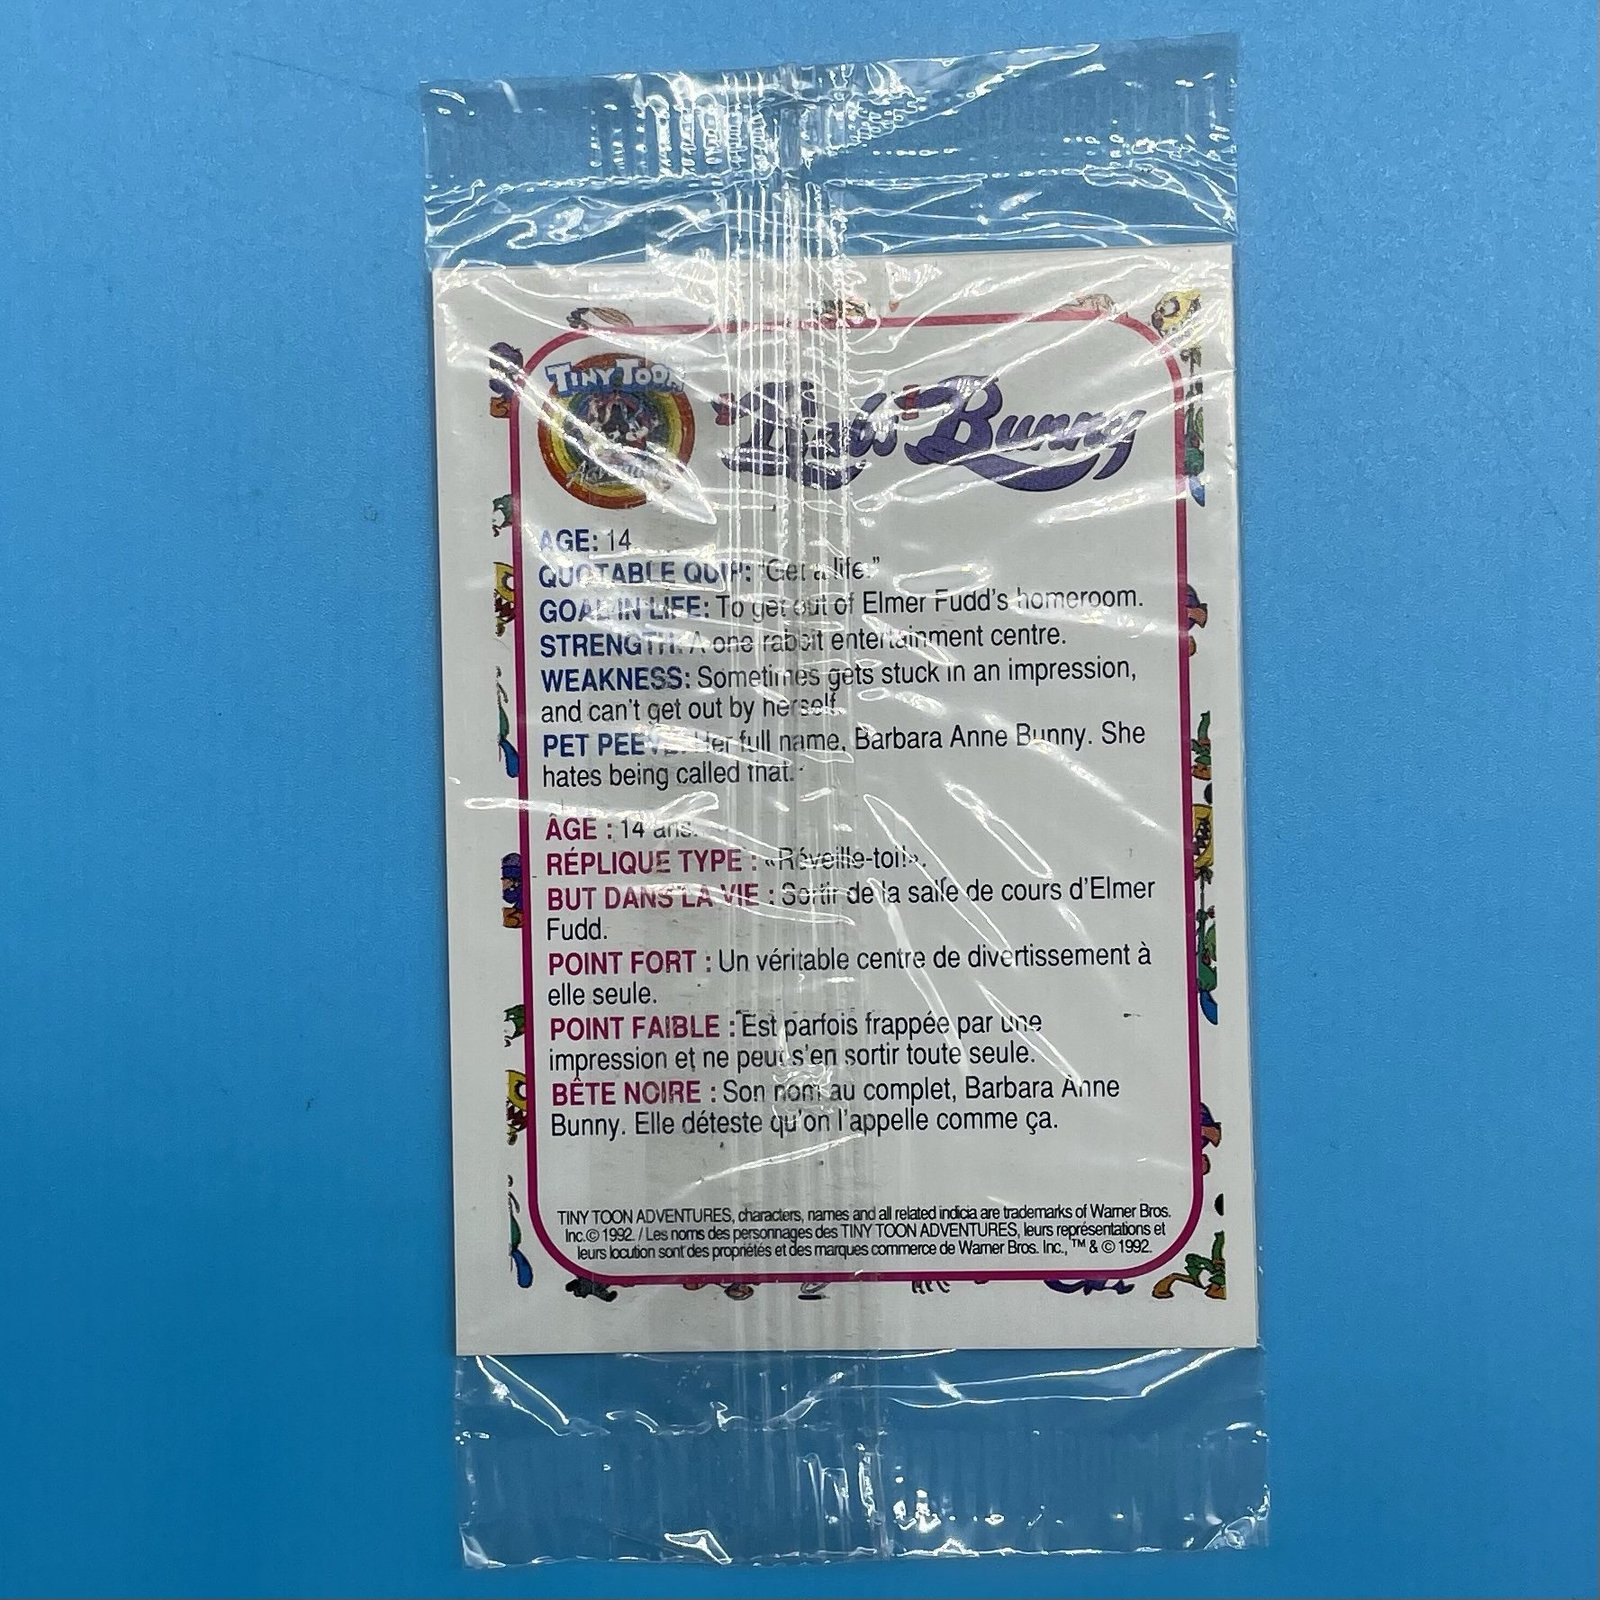 TINY TOON
Adventures
"Babs" Bunny
AGE: 14
QUOTABLE QUIP: "Get a life."
GOAL IN LIFE: To get out of Elmer Fudd's homeroom.
STRENGTH: A one rabbit entertainment centre.
WEAKNESS: Sometimes gets stuck in an impression,
and can't get out by herself.
PET PEEVE: Her full name, Barbara Anne Bunny. She
hates being called that.
ÂGE : 14 ans.
RÉPLIQUE TYPE : «Réveille-toi!».
BUT DANS LA VIE : Sortir de la salle de cours d'Elmer
Fudd.
POINT FORT : Un véritable centre de divertissement à
elle seule.
POINT FAIBLE : Est parfois frappée par une
impression et ne peut s'en sortir toute seule.
BÊTE NOIRE : Son nom au complet, Barbara Anne
Bunny. Elle déteste qu'on l'appelle comme ça.
TINY TOON ADVENTURES, characters, names and all related indicia are trademarks of Warner Bros.
Inc.© 1992. / Les noms des personnages des TINY TOON ADVENTURES, leurs représentations et
leurs locution sont des propriétés et des marques commerce de Warner Bros. Inc., ™ & © 1992.